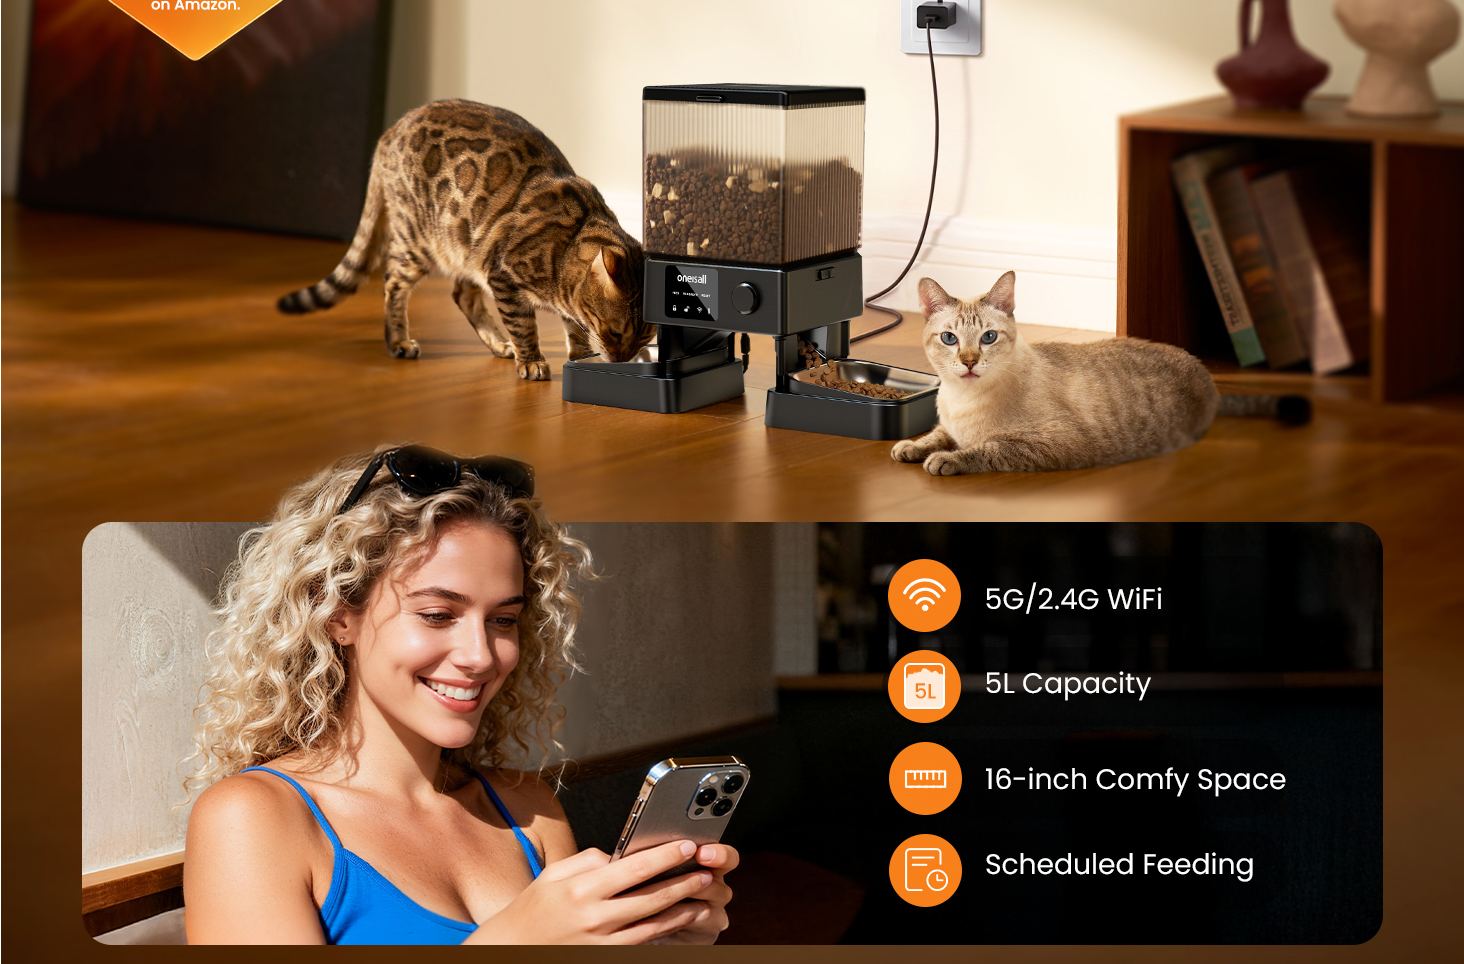 on Amazon.
oneisall
5L
5G/2.4G WiFi
5L Capacity
16-inch Comfy Space
Scheduled Feeding